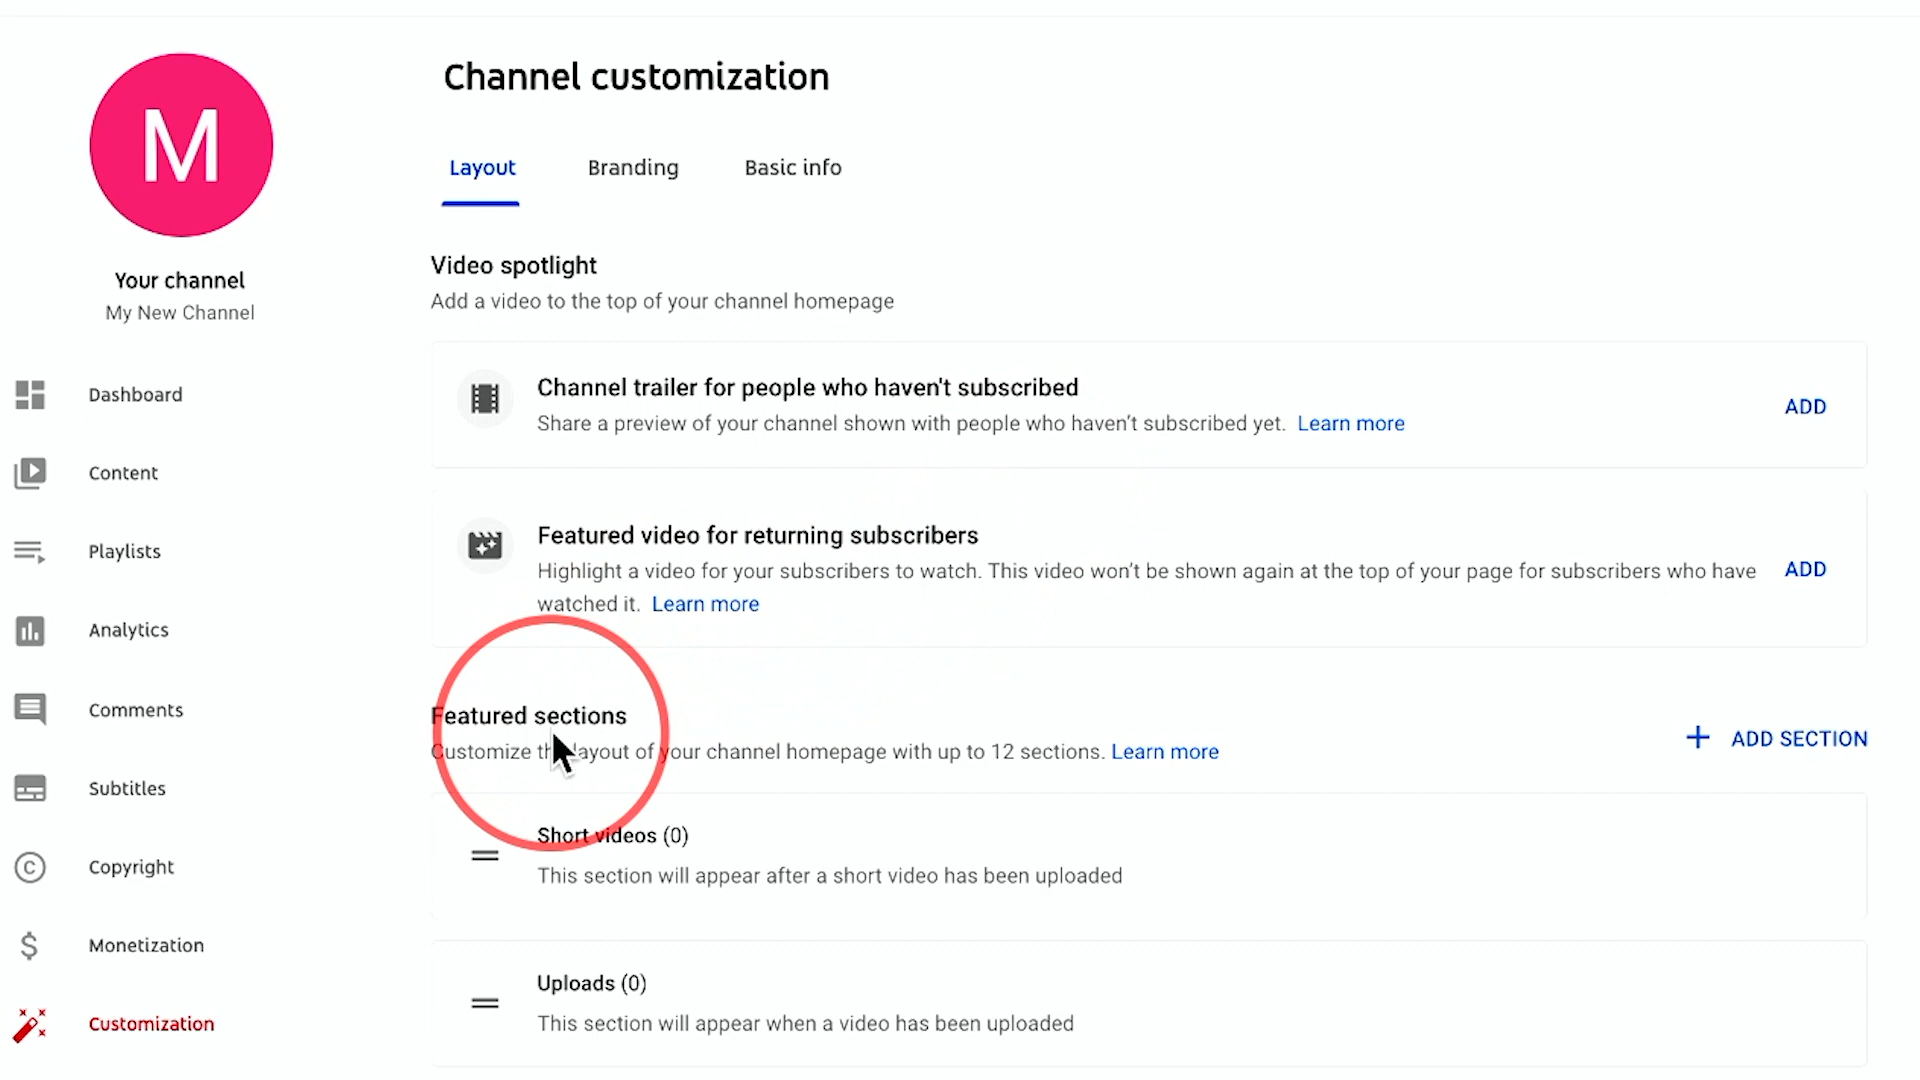 M
Your channel
My New Channel
Dashboard
Content
Playlists
Analytics
Comments
Subtitles
Copyright
Monetization
Customization
Channel customization
Layout
Branding
Basic info
Video spotlight
Add a video to the top of your channel homepage
Channel trailer for people who haven't subscribed
Share a preview of your channel shown with people who haven’t subscribed yet. Learn more
ADD
Featured video for returning subscribers
Highlight a video for your subscribers to watch. This video won’t be shown again at the top of your page for subscribers who have
watched it. Learn more
ADD
Featured sections
Customize the layout of your channel homepage with up to 12 sections. Learn more
+ ADD SECTION
Short videos (0)
This section will appear after a short video has been uploaded
Uploads (0)
This section will appear when a video has been uploaded